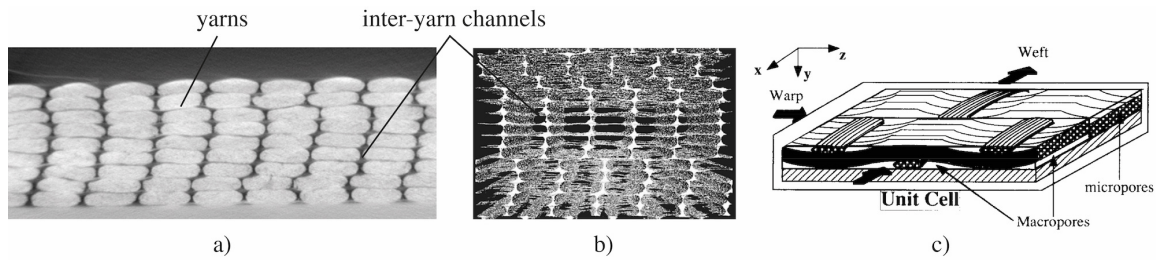 yarns
inter-yarn channels
x
y
z
Weft
Warp
micropores
Unit Cell
Macropores
a)
b)
c)